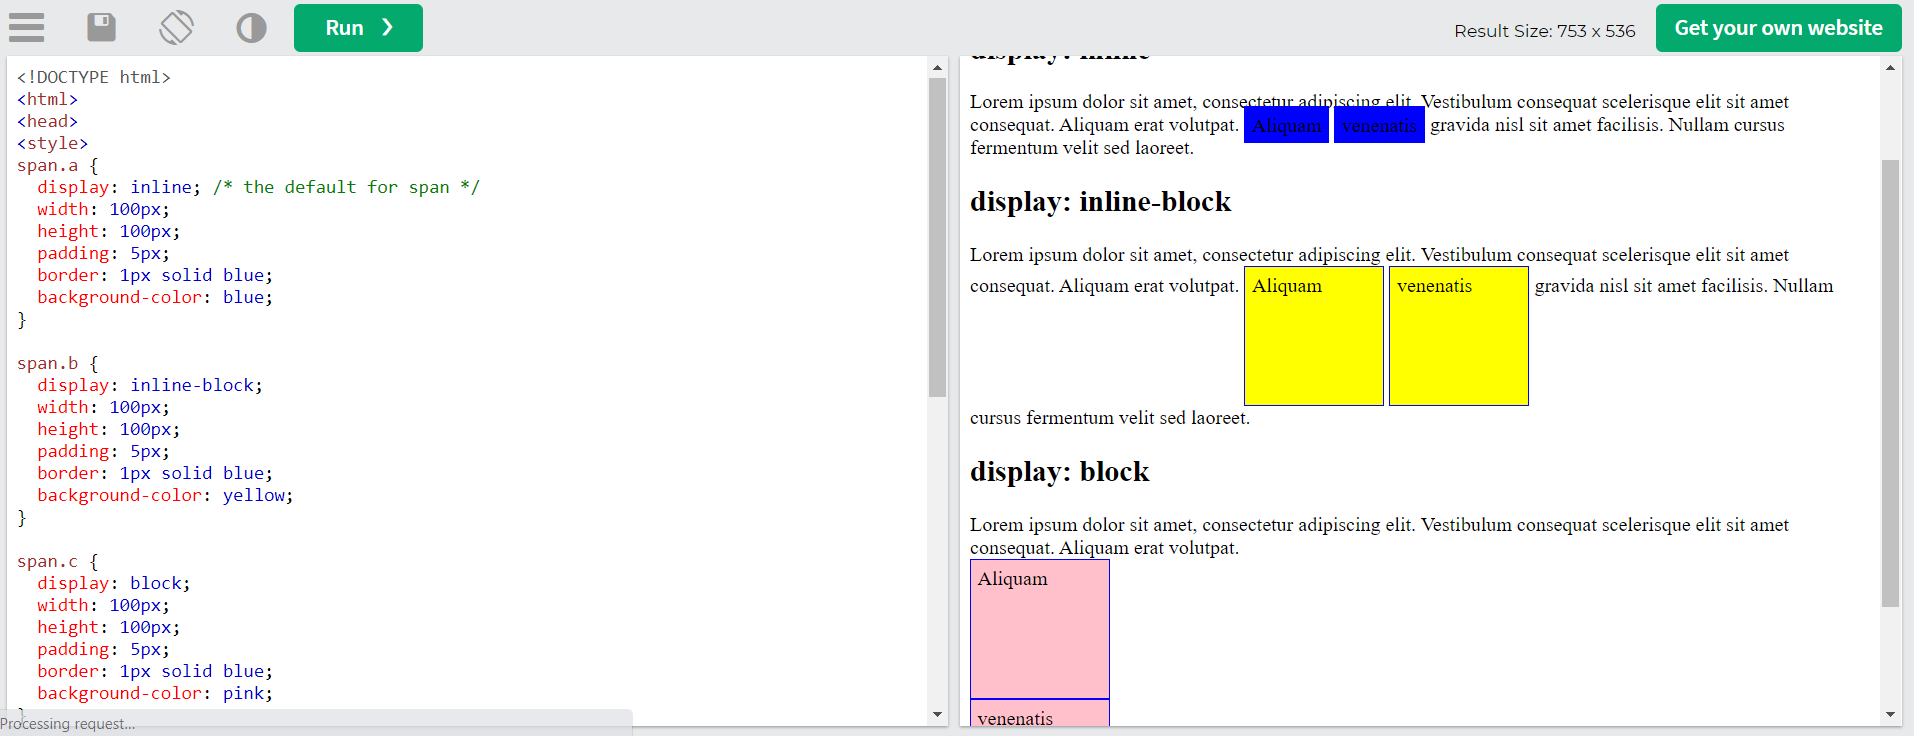 Run ❯
Result Size: 753 x 536
Get your own website
<!DOCTYPE html>
<html>
<head>
<style>
span.a {
  display: inline; /* the default for span */
  width: 100px;
  height: 100px;
  padding: 5px;
  border: 1px solid blue;
  background-color: blue;
}

span.b {
  display: inline-block;
  width: 100px;
  height: 100px;
  padding: 5px;
  border: 1px solid blue;
  background-color: yellow;
}

span.c {
  display: block;
  width: 100px;
  height: 100px;
  padding: 5px;
  border: 1px solid blue;
  background-color: pink;
}
Processing request...
display: inline
Lorem ipsum dolor sit amet, consectetur adipiscing elit. Vestibulum consequat scelerisque elit sit amet
consequat. Aliquam erat volutpat. Aliquam venenatis gravida nisl sit amet facilisis. Nullam cursus
fermentum velit sed laoreet.
display: inline-block
Lorem ipsum dolor sit amet, consectetur adipiscing elit. Vestibulum consequat scelerisque elit sit amet
consequat. Aliquam erat volutpat. Aliquam venenatis gravida nisl sit amet facilisis. Nullam
cursus fermentum velit sed laoreet.
display: block
Lorem ipsum dolor sit amet, consectetur adipiscing elit. Vestibulum consequat scelerisque elit sit amet
consequat. Aliquam erat volutpat.
Aliquam
venenatis